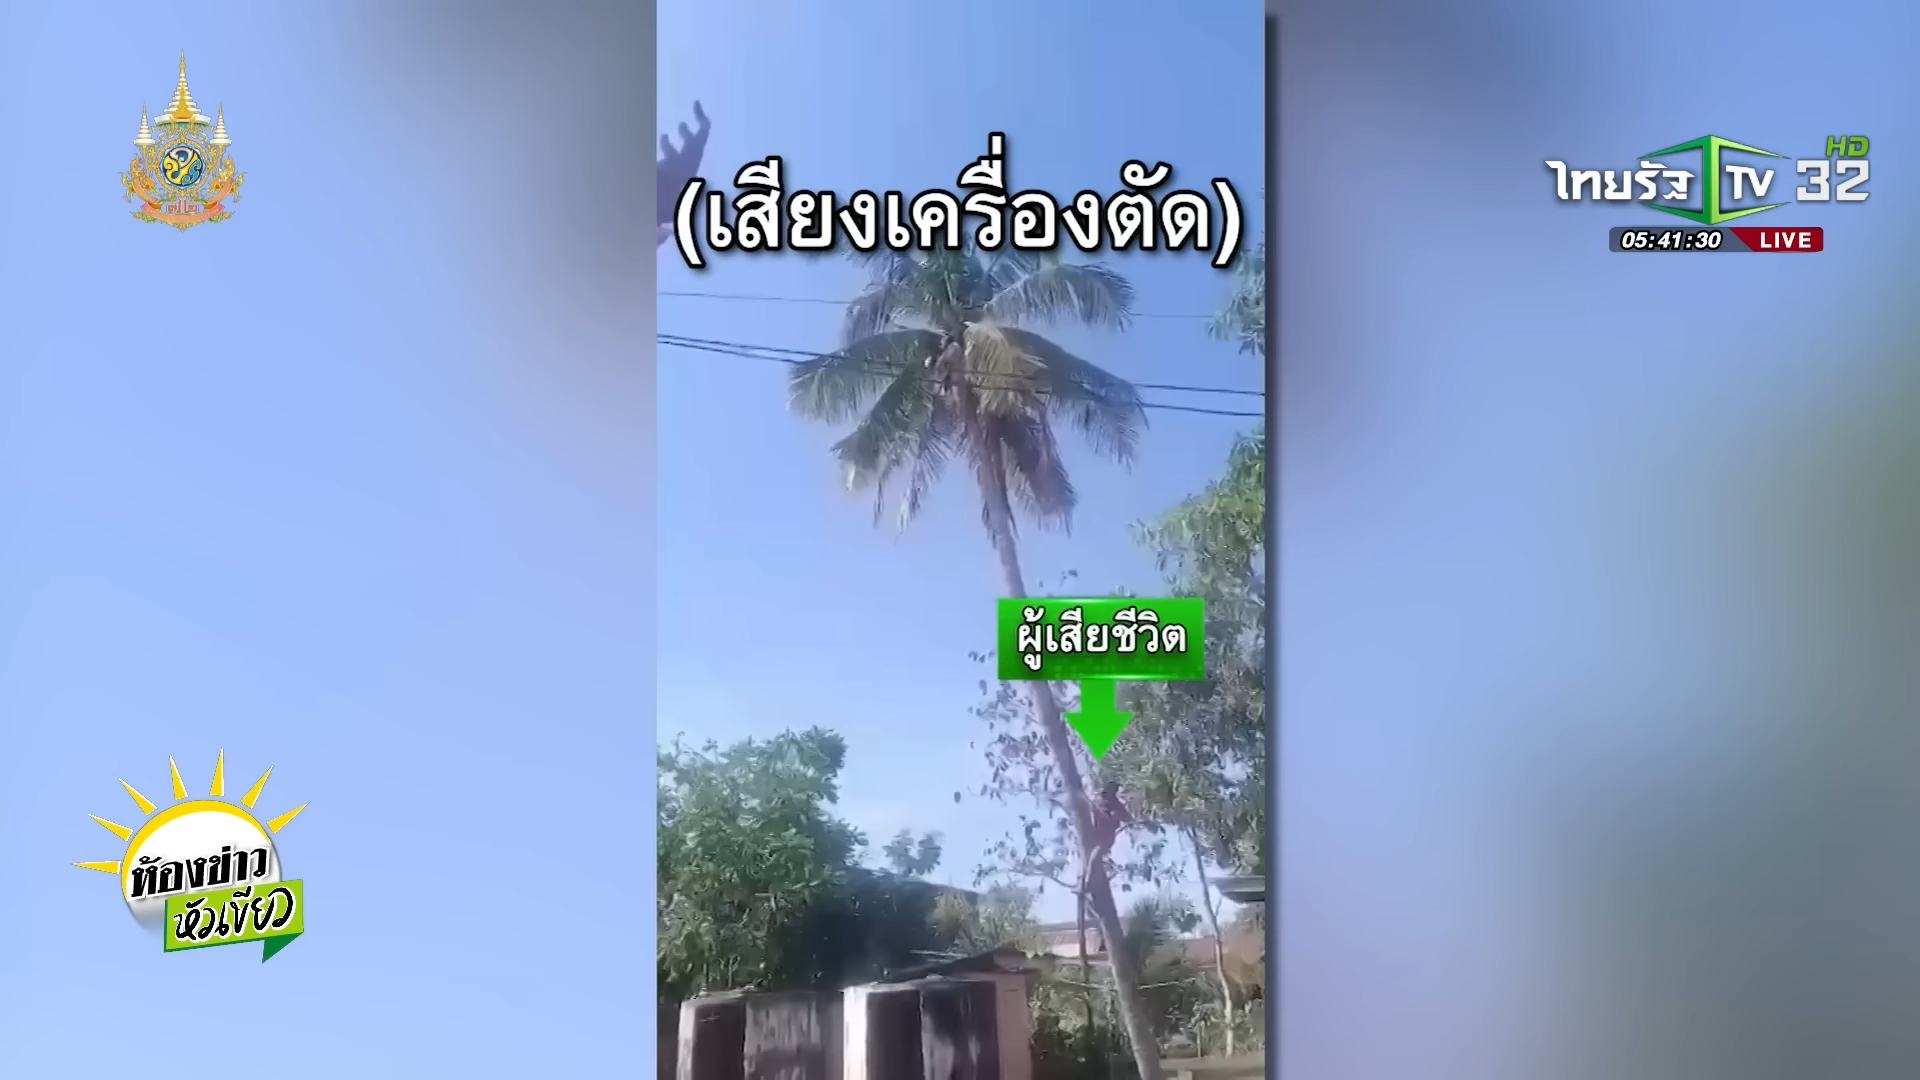 (เสียงเครื่องตัด)
ไทยรัฐ TV 32 HD
05:41:30 LIVE
ผู้เสียชีวิต
ห้องข่าว
หัวเขียว